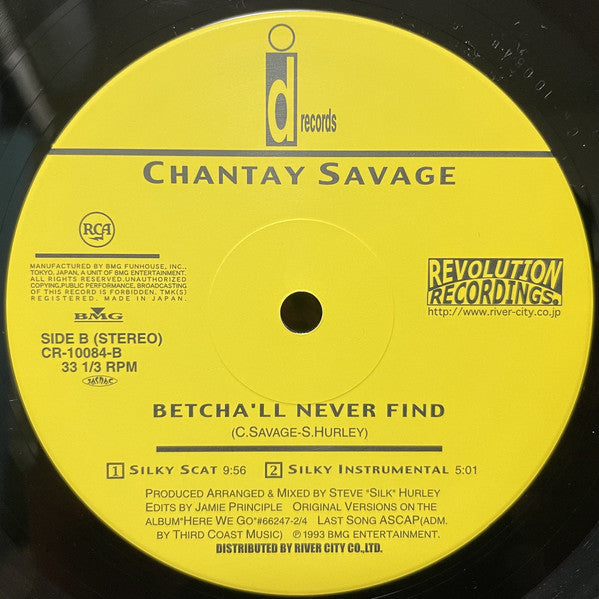 id records
CHANTAY SAVAGE
RCA
MANUFACTURED BY BMG FUNHOUSE, INC.,
TOKYO, JAPAN. A UNIT OF BMG ENTERTAINMENT.
ALL RIGHTS RESERVED.UNAUTHORIZED
COPYING,PUBLIC PERFORMANCE, BROADCASTING
OF THIS RECORD IS FORBIDDEN, TMK(S)
REGISTERED. MADE IN JAPAN.
BMG
REVOLUTION
RECORDINGS.
http://www.river-city.co.jp
SIDE B (STEREO)
CR-10084-B
33 1/3 RPM
BETCHA'LL NEVER FIND
(C.SAVAGE-S.HURLEY)
1 SILKY SCAT 9:56 2 SILKY INSTRUMENTAL 5:01
PRODUCED ARRANGED & MIXED BY STEVE "SILK" HURLEY
EDITS BY JAMIE PRINCIPLE ORIGINAL VERSIONS ON THE
ALBUM"HERE WE GO"#66247-2/4 LAST SONG ASCAP(ADM.
BY THIRD COAST MUSIC) ℗1993 BMG ENTERTAINMENT.
DISTRIBUTED BY RIVER CITY CO.,LTD.